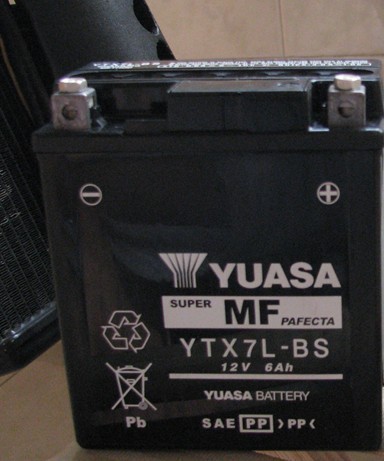 YUASA
SUPER MF PAFECTA
YTX7L-BS
12V 6Ah
YUASA BATTERY
Pb
SAE PP >PP<